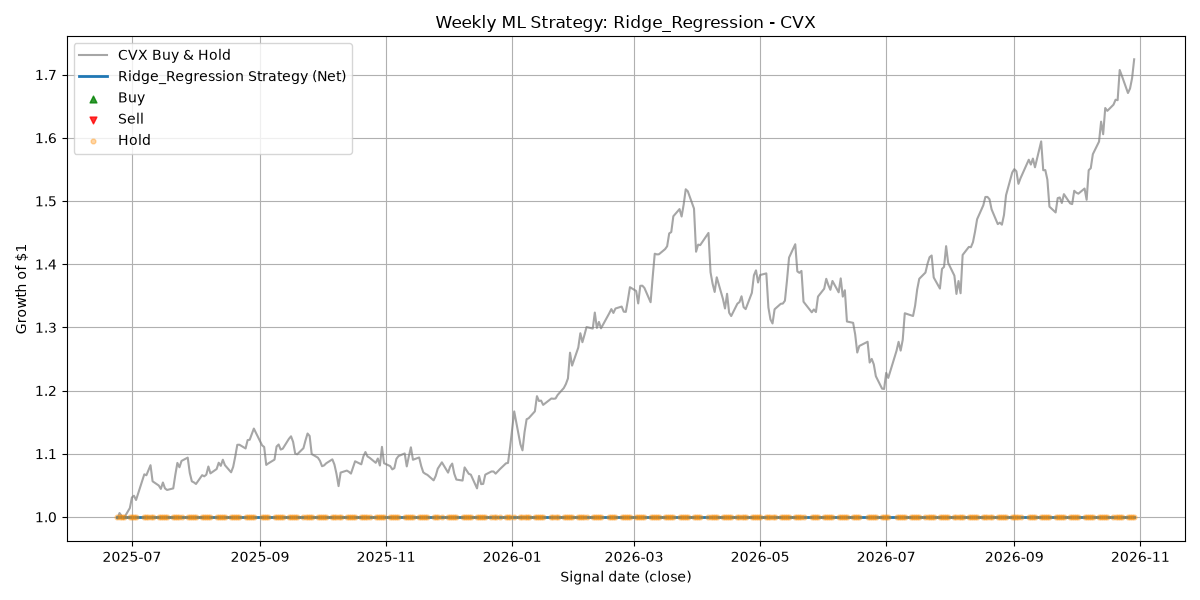 Weekly ML Strategy: Ridge_Regression - CVX
CVX Buy & Hold
Ridge_Regression Strategy (Net)
Buy
Sell
Hold
Growth of $1
1.7
1.6
1.5
1.4
1.3
1.2
1.1
1.0
2025-07 2025-09 2025-11 2026-01 2026-03 2026-05 2026-07 2026-09 2026-11
Signal date (close)